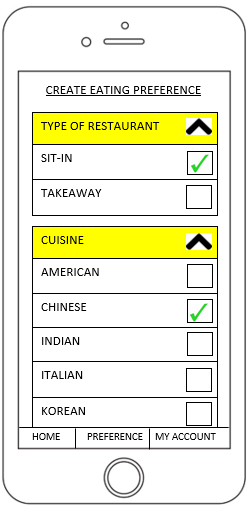 CREATE EATING PREFERENCE
TYPE OF RESTAURANT
SIT-IN
TAKEAWAY
CUISINE
AMERICAN
CHINESE
INDIAN
ITALIAN
KOREAN
HOME PREFERENCE MY ACCOUNT